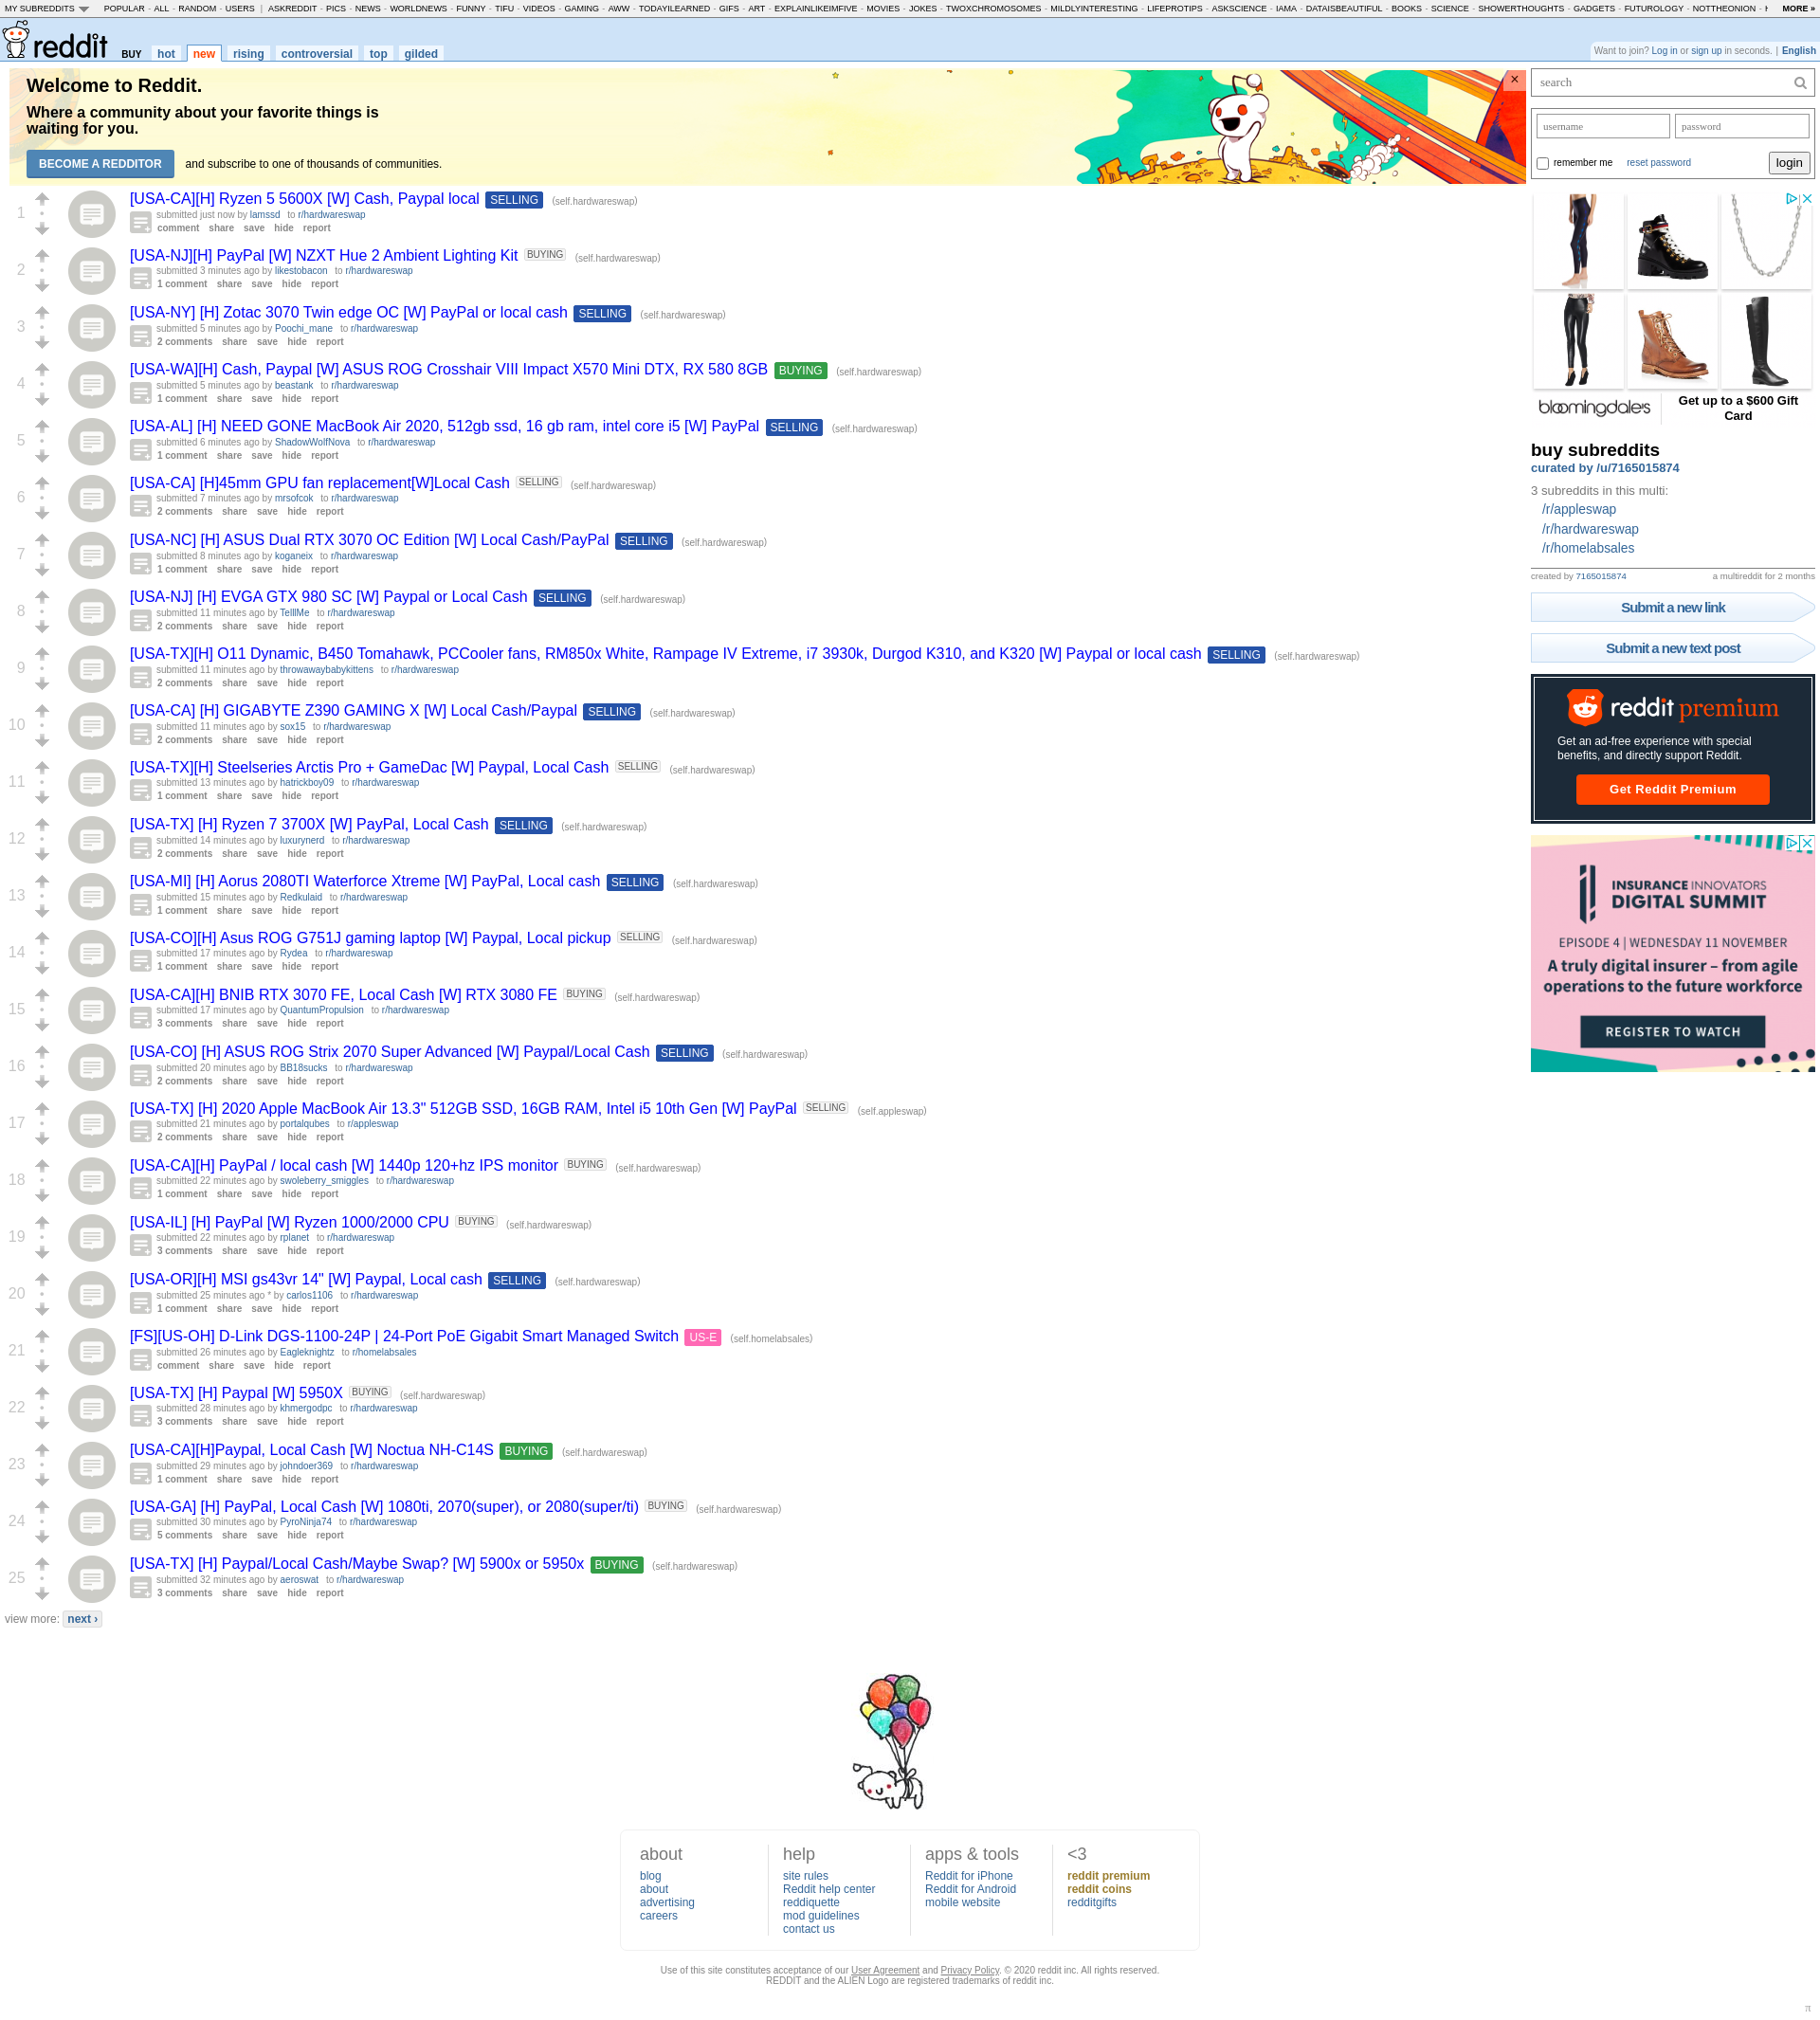 MY SUBREDDITS POPULAR - ALL - RANDOM - USERS | ASKREDDIT - PICS - NEWS - WORLDNEWS - FUNNY - TIFU - VIDEOS - GAMING - AWW - TODAYILEARNED - GIFS - ART - EXPLAINLIKEIMFIVE - MOVIES - JOKES - TWOXCHROMOSOMES - MILDLYINTERESTING - LIFEPROTIPS - ASKSCIENCE - IAMA - DATAISBEAUTIFUL - BOOKS - SCIENCE - SHOWERTHOUGHTS - GADGETS - FUTUROLOGY - NOTTHEONION - MORE »
reddit BUY hot new rising controversial top gilded
Want to join? Log in or sign up in seconds. | English
Welcome to Reddit.
Where a community about your favorite things is
waiting for you.
BECOME A REDDITOR and subscribe to one of thousands of communities.
×
1
[USA-CA][H] Ryzen 5 5600X [W] Cash, Paypal local SELLING (self.hardwareswap)
submitted just now by lamssd to r/hardwareswap
comment share save hide report
2
[USA-NJ][H] PayPal [W] NZXT Hue 2 Ambient Lighting Kit BUYING (self.hardwareswap)
submitted 3 minutes ago by likestobacon to r/hardwareswap
1 comment share save hide report
3
[USA-NY] [H] Zotac 3070 Twin edge OC [W] PayPal or local cash SELLING (self.hardwareswap)
submitted 5 minutes ago by Poochi_mane to r/hardwareswap
2 comments share save hide report
4
[USA-WA][H] Cash, Paypal [W] ASUS ROG Crosshair VIII Impact X570 Mini DTX, RX 580 8GB BUYING (self.hardwareswap)
submitted 5 minutes ago by beastank to r/hardwareswap
1 comment share save hide report
5
[USA-AL] [H] NEED GONE MacBook Air 2020, 512gb ssd, 16 gb ram, intel core i5 [W] PayPal SELLING (self.hardwareswap)
submitted 6 minutes ago by ShadowWolfNova to r/hardwareswap
1 comment share save hide report
6
[USA-CA] [H]45mm GPU fan replacement[W]Local Cash SELLING (self.hardwareswap)
submitted 7 minutes ago by mrsofcok to r/hardwareswap
2 comments share save hide report
7
[USA-NC] [H] ASUS Dual RTX 3070 OC Edition [W] Local Cash/PayPal SELLING (self.hardwareswap)
submitted 8 minutes ago by koganeix to r/hardwareswap
1 comment share save hide report
8
[USA-NJ] [H] EVGA GTX 980 SC [W] Paypal or Local Cash SELLING (self.hardwareswap)
submitted 11 minutes ago by TelllMe to r/hardwareswap
2 comments share save hide report
9
[USA-TX][H] O11 Dynamic, B450 Tomahawk, PCCooler fans, RM850x White, Rampage IV Extreme, i7 3930k, Durgod K310, and K320 [W] Paypal or local cash SELLING (self.hardwareswap)
submitted 11 minutes ago by throwawaybabykittens to r/hardwareswap
2 comments share save hide report
10
[USA-CA] [H] GIGABYTE Z390 GAMING X [W] Local Cash/Paypal SELLING (self.hardwareswap)
submitted 11 minutes ago by sox15 to r/hardwareswap
2 comments share save hide report
11
[USA-TX][H] Steelseries Arctis Pro + GameDac [W] Paypal, Local Cash SELLING (self.hardwareswap)
submitted 13 minutes ago by hatrickboy09 to r/hardwareswap
1 comment share save hide report
12
[USA-TX] [H] Ryzen 7 3700X [W] PayPal, Local Cash SELLING (self.hardwareswap)
submitted 14 minutes ago by luxurynerd to r/hardwareswap
2 comments share save hide report
13
[USA-MI] [H] Aorus 2080TI Waterforce Xtreme [W] PayPal, Local cash SELLING (self.hardwareswap)
submitted 15 minutes ago by Redkulaid to r/hardwareswap
1 comment share save hide report
14
[USA-CO][H] Asus ROG G751J gaming laptop [W] Paypal, Local pickup SELLING (self.hardwareswap)
submitted 17 minutes ago by Rydea to r/hardwareswap
1 comment share save hide report
15
[USA-CA][H] BNIB RTX 3070 FE, Local Cash [W] RTX 3080 FE BUYING (self.hardwareswap)
submitted 17 minutes ago by QuantumPropulsion to r/hardwareswap
3 comments share save hide report
16
[USA-CO] [H] ASUS ROG Strix 2070 Super Advanced [W] Paypal/Local Cash SELLING (self.hardwareswap)
submitted 20 minutes ago by BB18sucks to r/hardwareswap
2 comments share save hide report
17
[USA-TX] [H] 2020 Apple MacBook Air 13.3" 512GB SSD, 16GB RAM, Intel i5 10th Gen [W] PayPal SELLING (self.appleswap)
submitted 21 minutes ago by portalqubes to r/appleswap
2 comments share save hide report
18
[USA-CA][H] PayPal / local cash [W] 1440p 120+hz IPS monitor BUYING (self.hardwareswap)
submitted 22 minutes ago by swoleberry_smiggles to r/hardwareswap
1 comment share save hide report
19
[USA-IL] [H] PayPal [W] Ryzen 1000/2000 CPU BUYING (self.hardwareswap)
submitted 22 minutes ago by rplanet to r/hardwareswap
3 comments share save hide report
20
[USA-OR][H] MSI gs43vr 14" [W] Paypal, Local cash SELLING (self.hardwareswap)
submitted 25 minutes ago * by carlos1106 to r/hardwareswap
1 comment share save hide report
21
[FS][US-OH] D-Link DGS-1100-24P | 24-Port PoE Gigabit Smart Managed Switch US-E (self.homelabsales)
submitted 26 minutes ago by Eagleknightz to r/homelabsales
comment share save hide report
22
[USA-TX] [H] Paypal [W] 5950X BUYING (self.hardwareswap)
submitted 28 minutes ago by khmergodpc to r/hardwareswap
3 comments share save hide report
23
[USA-CA][H]Paypal, Local Cash [W] Noctua NH-C14S BUYING (self.hardwareswap)
submitted 29 minutes ago by johndoer369 to r/hardwareswap
1 comment share save hide report
24
[USA-GA] [H] PayPal, Local Cash [W] 1080ti, 2070(super), or 2080(super/ti) BUYING (self.hardwareswap)
submitted 30 minutes ago by PyroNinja74 to r/hardwareswap
5 comments share save hide report
25
[USA-TX] [H] Paypal/Local Cash/Maybe Swap? [W] 5900x or 5950x BUYING (self.hardwareswap)
submitted 32 minutes ago by aeroswat to r/hardwareswap
3 comments share save hide report
view more: next ›
search
username password
remember me reset password login
bloomingdales
Get up to a $600 Gift
Card
buy subreddits
curated by /u/7165015874
3 subreddits in this multi:
/r/appleswap
/r/hardwareswap
/r/homelabsales
created by 7165015874 a multireddit for 2 months
Submit a new link
Submit a new text post
reddit premium
Get an ad-free experience with special
benefits, and directly support Reddit.
Get Reddit Premium
INSURANCE INNOVATORS
DIGITAL SUMMIT
EPISODE 4 | WEDNESDAY 11 NOVEMBER
A truly digital insurer – from agile
operations to the future workforce
REGISTER TO WATCH
about
blog
about
advertising
careers
help
site rules
Reddit help center
reddiquette
mod guidelines
contact us
apps & tools
Reddit for iPhone
Reddit for Android
mobile website
<3
reddit premium
reddit coins
redditgifts
Use of this site constitutes acceptance of our User Agreement and Privacy Policy. © 2020 reddit inc. All rights reserved.
REDDIT and the ALIEN Logo are registered trademarks of reddit inc.
π